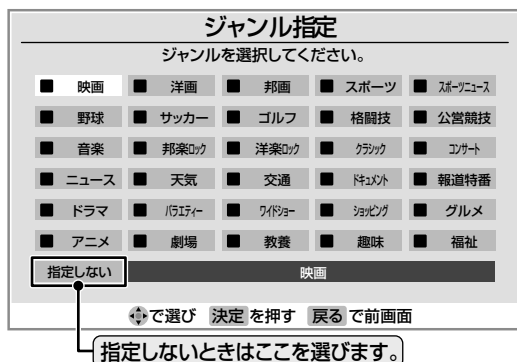 ジャンル指定
ジャンルを選択してください。
映画 洋画 邦画 スポーツ スポーツニュース
野球 サッカー ゴルフ 格闘技 公営競技
音楽 邦楽ロック 洋楽ロック クラシック コンサート
ニュース 天気 交通 ドキュメント 報道特番
ドラマ バラエティー ワイドショー ショッピング グルメ
アニメ 劇場 教養 趣味 福祉
指定しない 映画
で選び 決定 を押す 戻る で前画面
指定しないときはここを選びます。